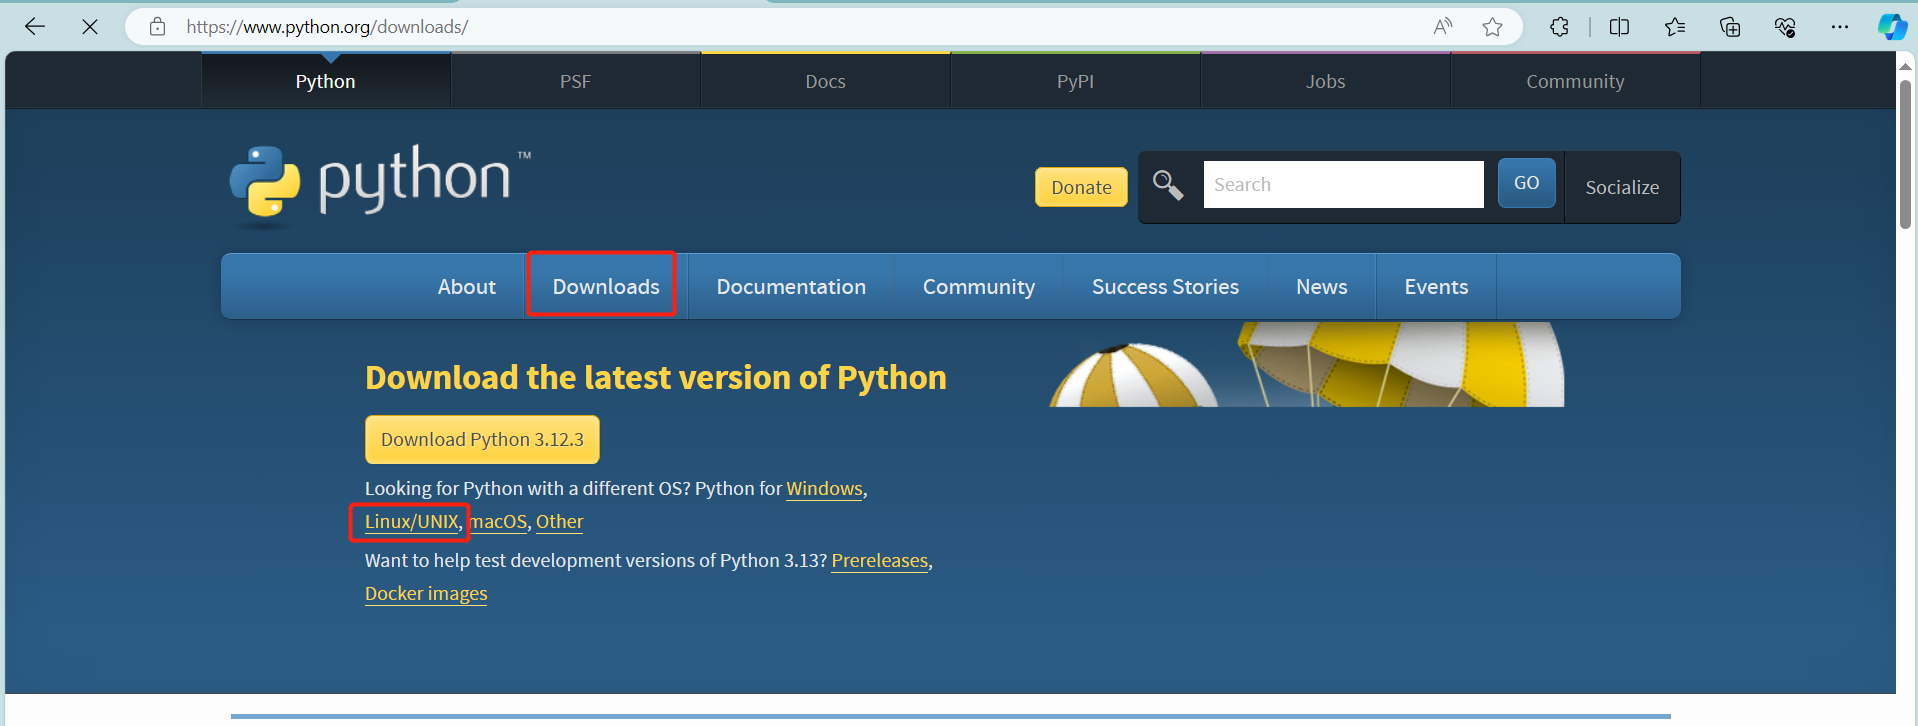 https://www.python.org/downloads/
Python PSF Docs PyPI Jobs Community
python™
Donate Search GO Socialize
About Downloads Documentation Community Success Stories News Events
Download the latest version of Python
Download Python 3.12.3
Looking for Python with a different OS? Python for Windows,
Linux/UNIX, macOS, Other
Want to help test development versions of Python 3.13? Prereleases,
Docker images